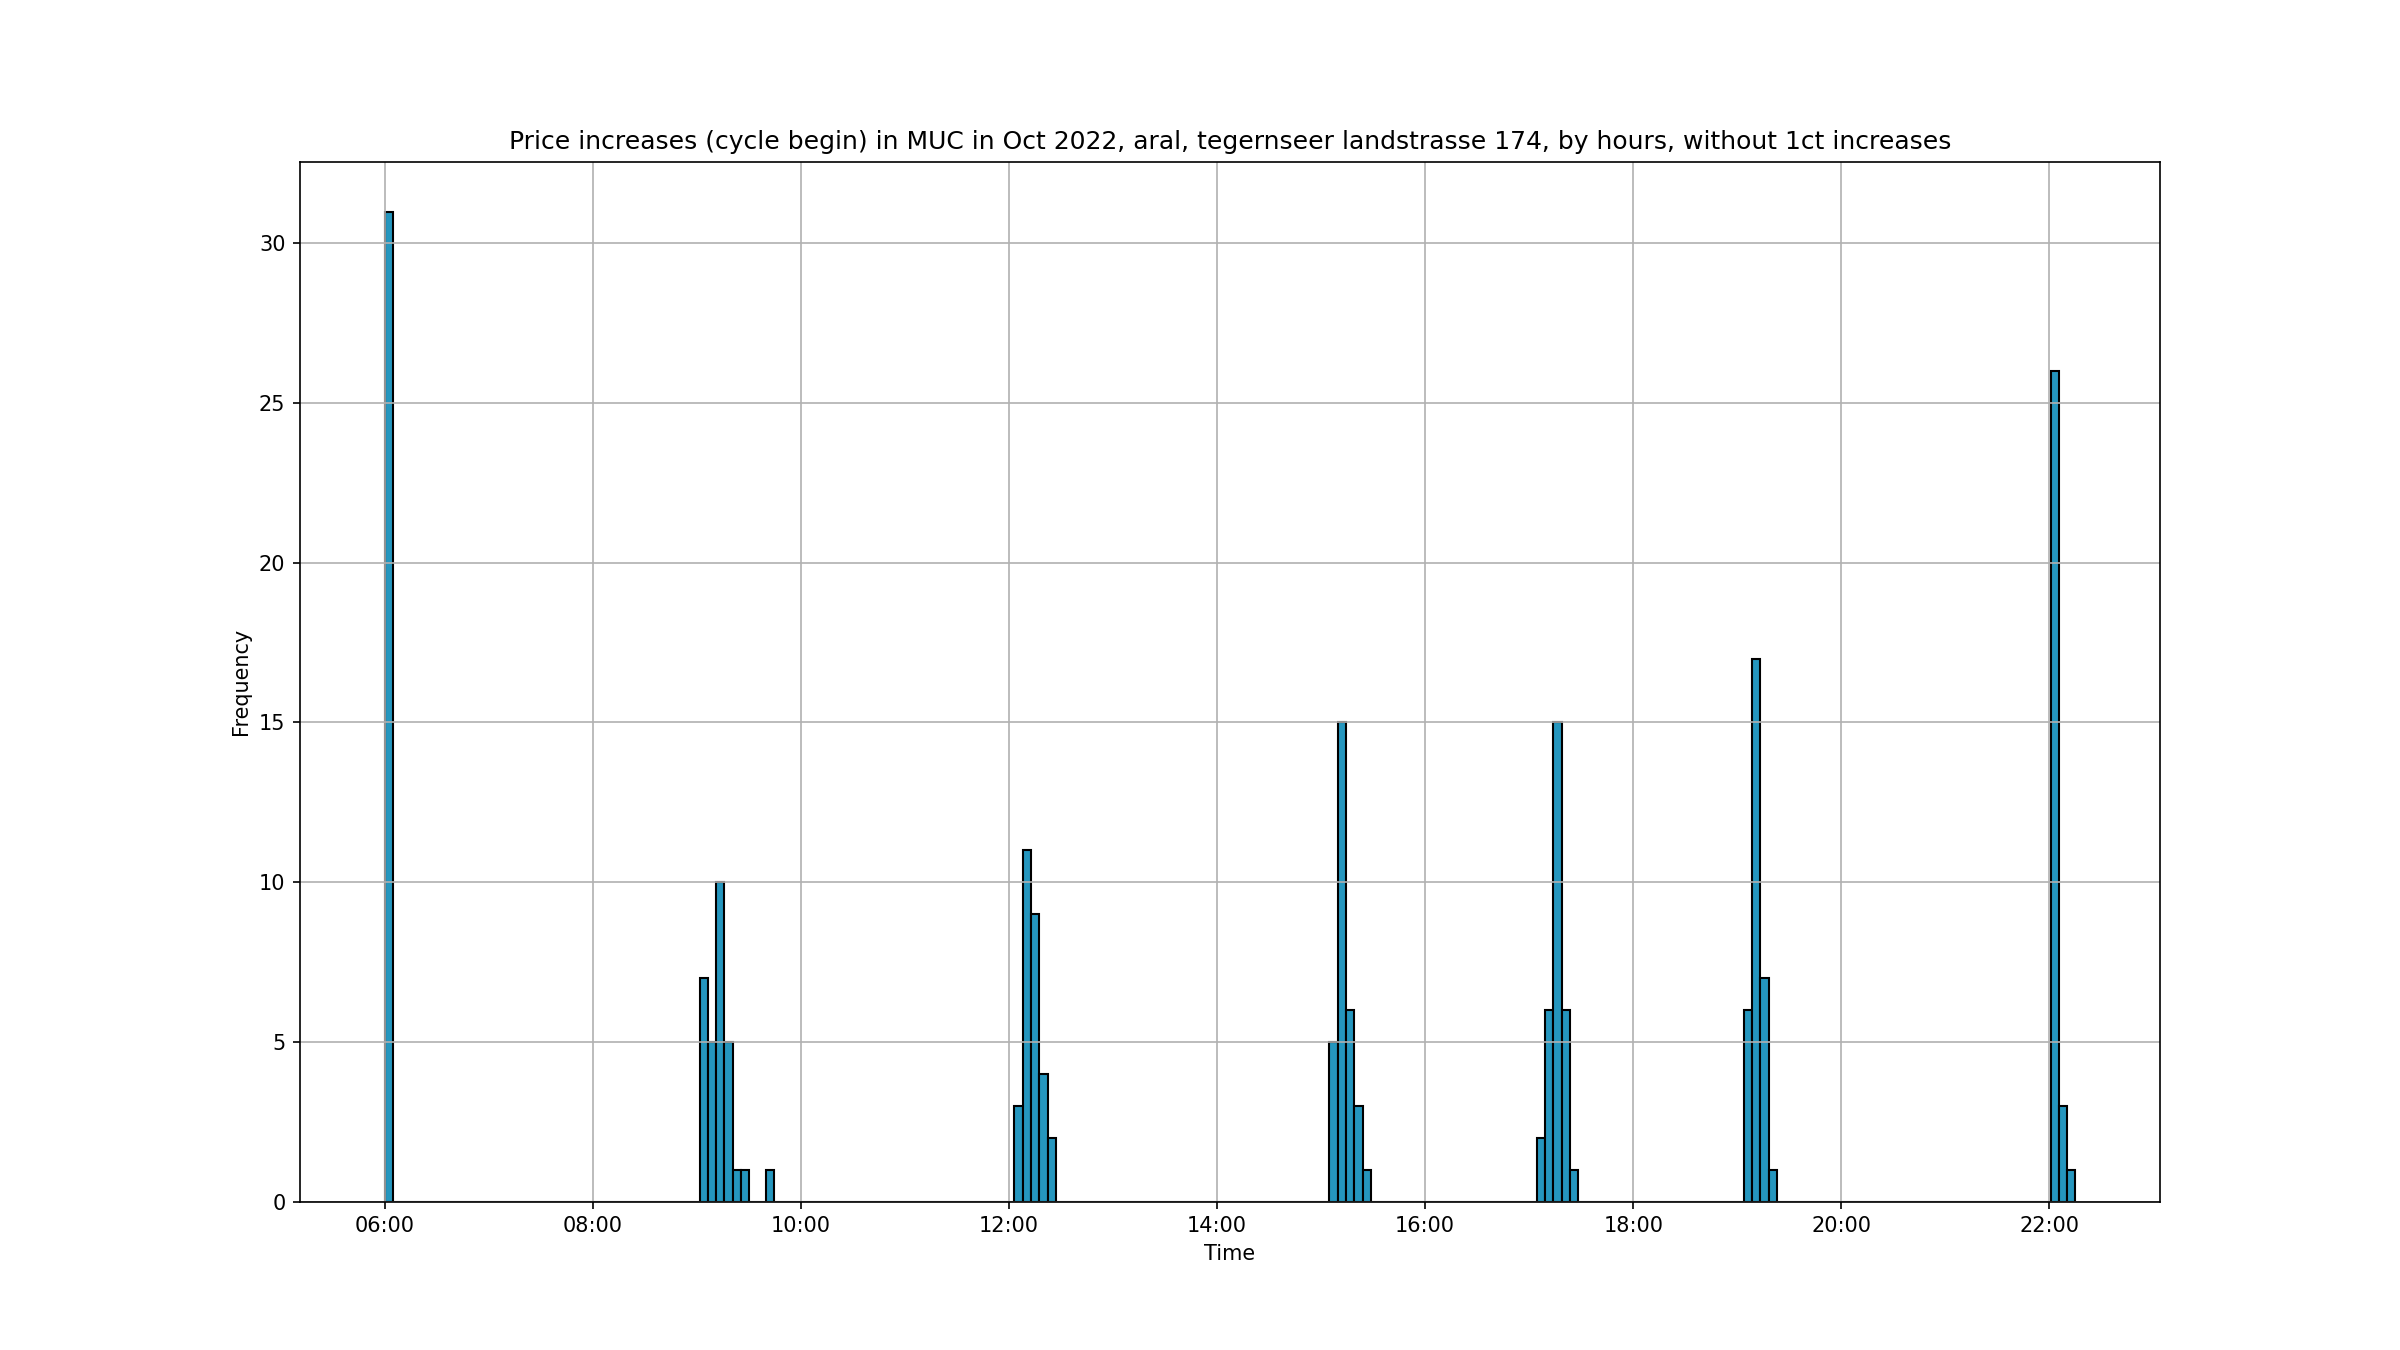 Price increases (cycle begin) in MUC in Oct 2022, aral, tegernseer landstrasse 174, by hours, without 1ct increases
30
25
20
15
10
5
0
Frequency
06:00 08:00 10:00 12:00 14:00 16:00 18:00 20:00 22:00
Time